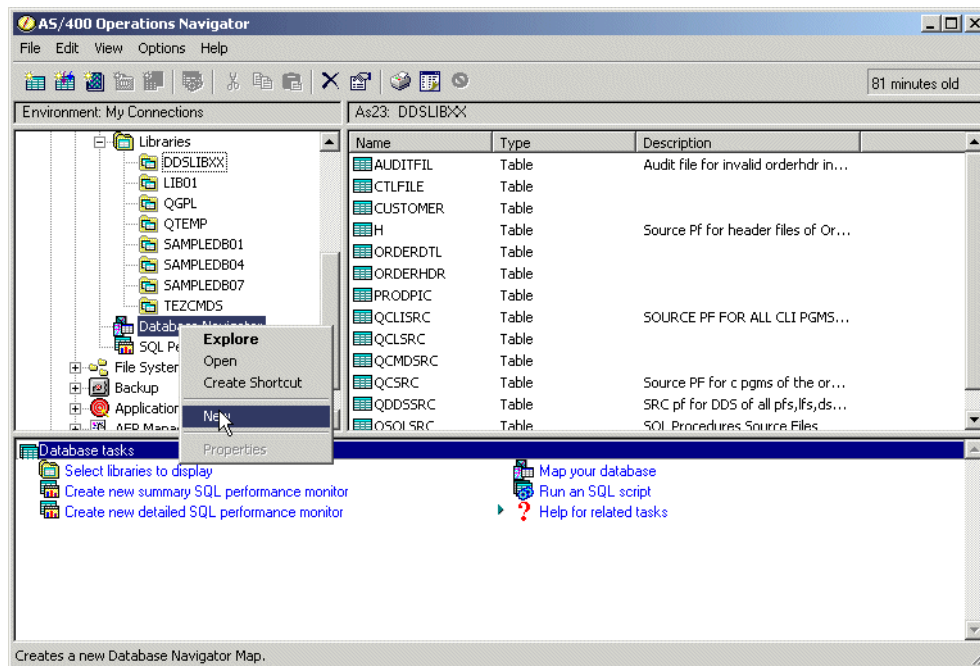 AS/400 Operations Navigator
File Edit View Options Help
81 minutes old
Environment: My Connections
As23: DDSLIBXX
Libraries
DDSLIBXX
LIB01
QGPL
QTEMP
SAMPLEDB01
SAMPLEDB04
SAMPLEDB07
TEZCMDS
Database Navigator
SQL Pe
File Syster
Backup
Application
AFP Mana
Explore
Open
Create Shortcut
New
Properties
Name Type Description
AUDITFIL Table Audit file for invalid orderhdr in...
CTLFILE Table
CUSTOMER Table
H Table Source Pf for header files of Or...
ORDERDTL Table
ORDERHDR Table
PRODPIC Table
QCLISRC Table SOURCE PF FOR ALL CLI PGMS...
QCLSRC Table
QCMDSRC Table
QCSRC Table Source PF for c pgms of the or...
QDDSSRC Table SRC pf for DDS of all pfs,lfs,ds...
QSQLSRC Table SQL Procedures Source Files
Database tasks
Select libraries to display
Create new summary SQL performance monitor
Create new detailed SQL performance monitor
Map your database
Run an SQL script
Help for related tasks
Creates a new Database Navigator Map.